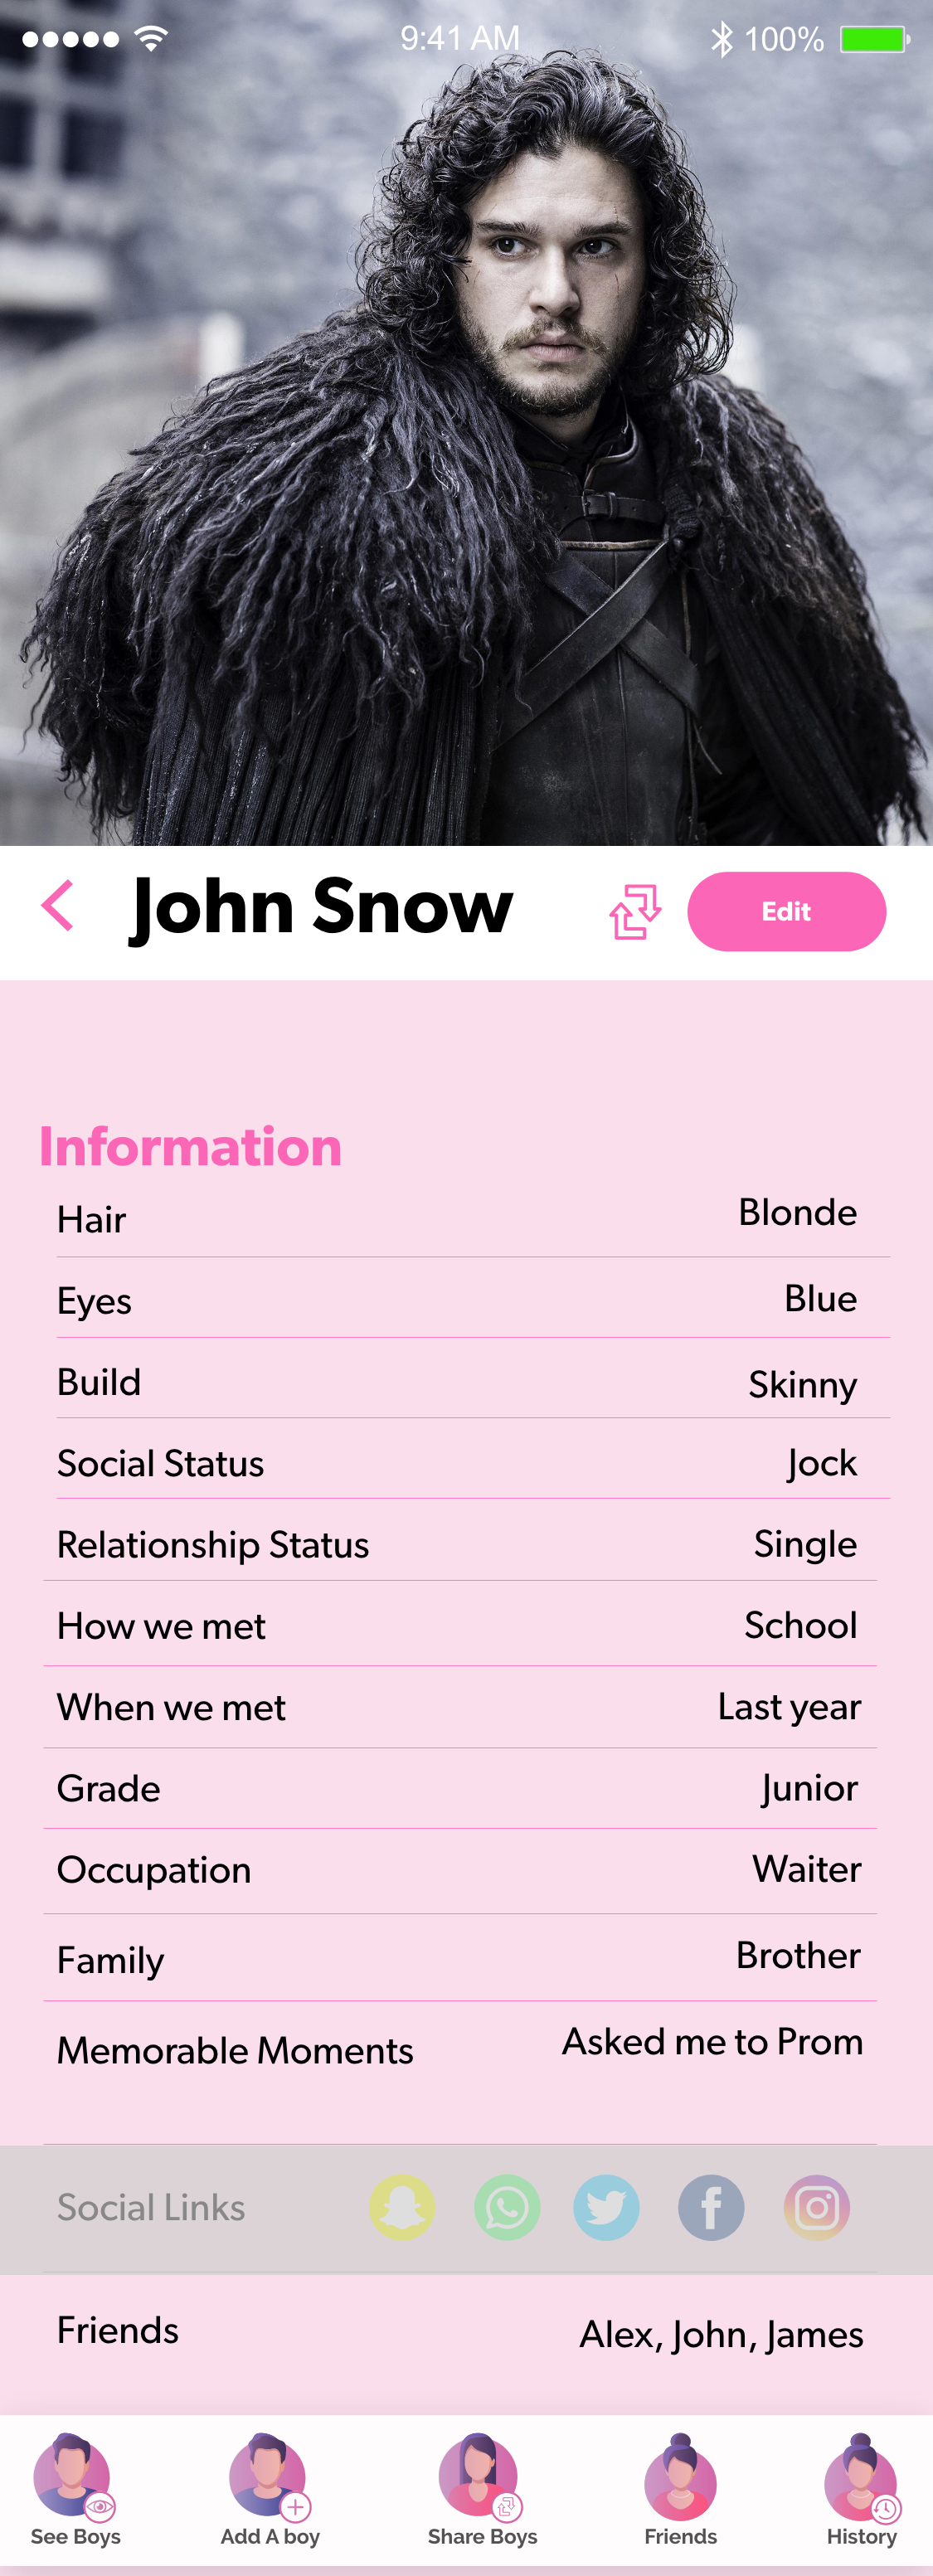 9:41 AM 100%
John Snow Edit
Information
Hair Blonde
Eyes Blue
Build Skinny
Social Status Jock
Relationship Status Single
How we met School
When we met Last year
Grade Junior
Occupation Waiter
Family Brother
Memorable Moments Asked me to Prom
Social Links
Friends Alex, John, James
See Boys Add A boy Share Boys Friends History